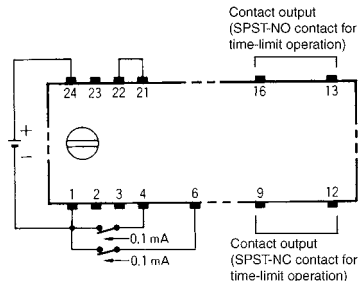 Contact output
(SPST-NO contact for
time-limit operation)
24 23 22 21 16 13
+
−
1 2 3 4 6 9 12
0.1 mA
0.1 mA
Contact output
(SPST-NC contact for
time-limit operation)